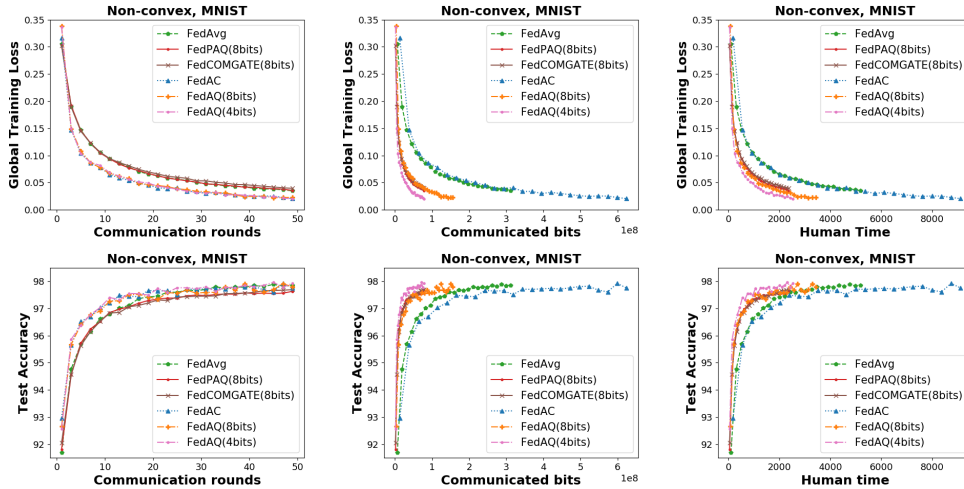 Non-convex, MNIST
Global Training Loss
0.35
0.30
0.25
0.20
0.15
0.10
0.05
0.00
FedAvg
FedPAQ(8bits)
FedCOMGATE(8bits)
FedAC
FedAQ(8bits)
FedAQ(4bits)
0 10 20 30 40 50
Communication rounds
Non-convex, MNIST
Global Training Loss
0.35
0.30
0.25
0.20
0.15
0.10
0.05
0.00
FedAvg
FedPAQ(8bits)
FedCOMGATE(8bits)
FedAC
FedAQ(8bits)
FedAQ(4bits)
0 1 2 3 4 5 6
1e8
Communicated bits
Non-convex, MNIST
Global Training Loss
0.35
0.30
0.25
0.20
0.15
0.10
0.05
0.00
FedAvg
FedPAQ(8bits)
FedCOMGATE(8bits)
FedAC
FedAQ(8bits)
FedAQ(4bits)
0 2000 4000 6000 8000
Human Time
Non-convex, MNIST
Test Accuracy
98
97
96
95
94
93
92
FedAvg
FedPAQ(8bits)
FedCOMGATE(8bits)
FedAC
FedAQ(8bits)
FedAQ(4bits)
0 10 20 30 40 50
Communication rounds
Non-convex, MNIST
Test Accuracy
98
97
96
95
94
93
92
FedAvg
FedPAQ(8bits)
FedCOMGATE(8bits)
FedAC
FedAQ(8bits)
FedAQ(4bits)
0 1 2 3 4 5 6
1e8
Communicated bits
Non-convex, MNIST
Test Accuracy
98
97
96
95
94
93
92
FedAvg
FedPAQ(8bits)
FedCOMGATE(8bits)
FedAC
FedAQ(8bits)
FedAQ(4bits)
0 2000 4000 6000 8000
Human time